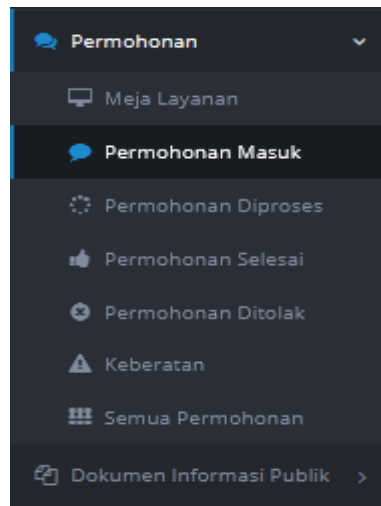 Permohonan
Meja Layanan
Permohonan Masuk
Permohonan Diproses
Permohonan Selesai
Permohonan Ditolak
Keberatan
Semua Permohonan
Dokumen Informasi Publik